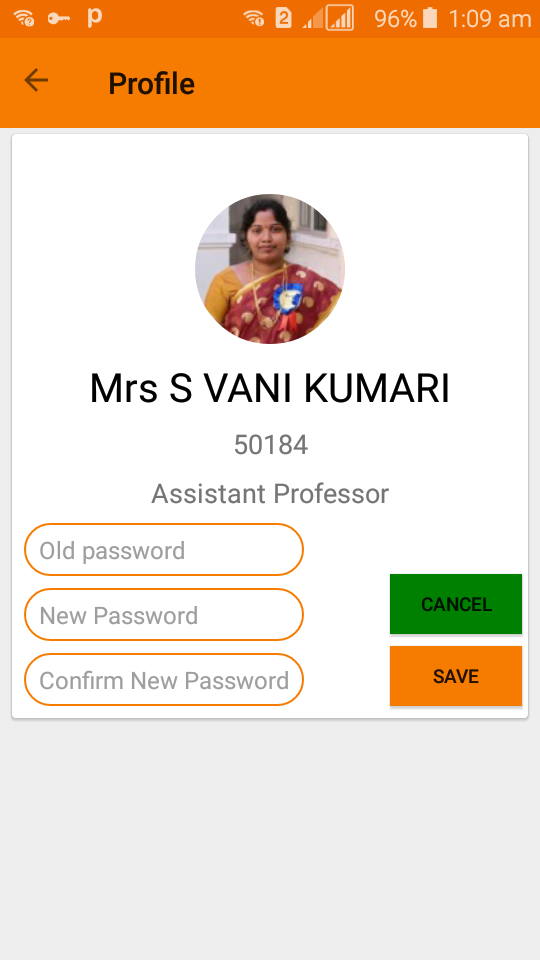 p 2 96% 1:09 am
Profile
Mrs S VANI KUMARI
50184
Assistant Professor
Old password
New Password
CANCEL
Confirm New Password
SAVE